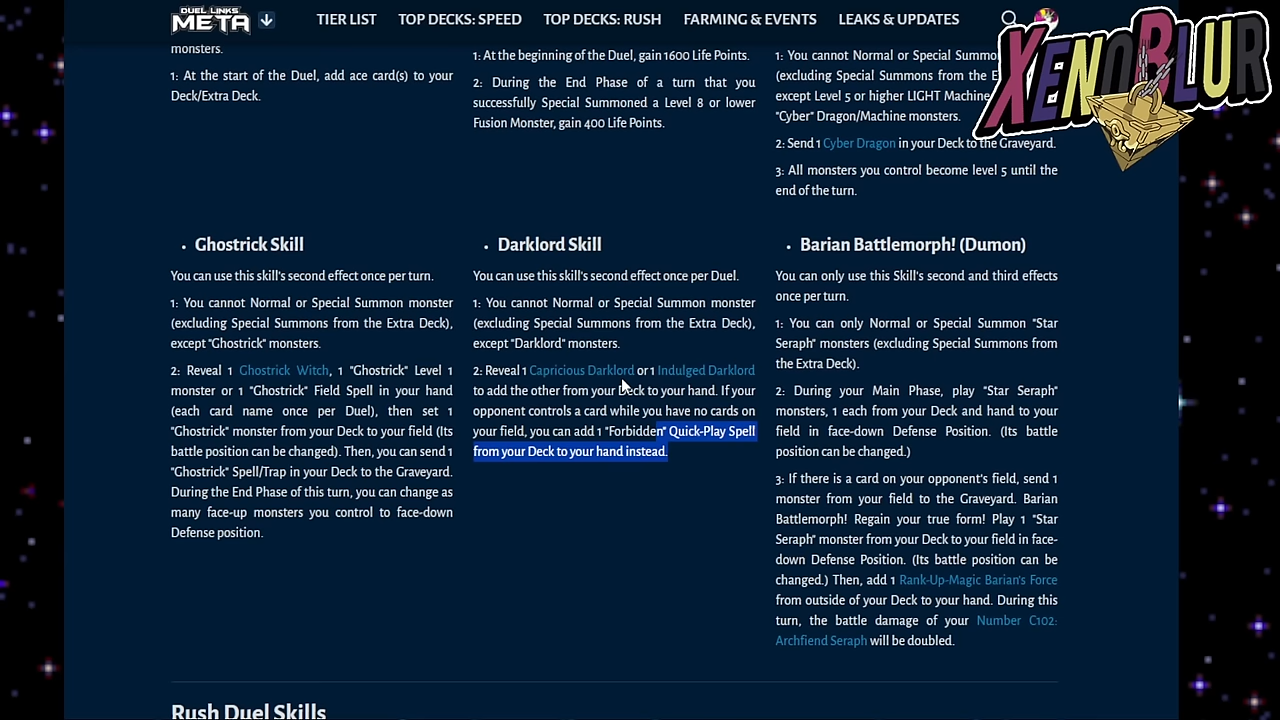 DUEL LINKS
META
TIER LIST
TOP DECKS: SPEED
TOP DECKS: RUSH
FARMING & EVENTS
LEAKS & UPDATES
XENOBLUR
monsters.
1: At the start of the Duel, add ace card(s) to your
Deck/Extra Deck.
1: At the beginning of the Duel, gain 1600 Life Points.
2: During the End Phase of a turn that you
successfully Special Summoned a Level 8 or lower
Fusion Monster, gain 400 Life Points.
1: You cannot Normal or Special Summo
(excluding Special Summons from the E
except Level 5 or higher LIGHT Machine
"Cyber" Dragon/Machine monsters.
2: Send 1 Cyber Dragon in your Deck to the Graveyard.
3: All monsters you control become level 5 until the
end of the turn.
• Ghostrick Skill
You can use this skill's second effect once per turn.
1: You cannot Normal or Special Summon monster
(excluding Special Summons from the Extra Deck),
except "Ghostrick" monsters.
2: Reveal 1 Ghostrick Witch, 1 "Ghostrick" Level 1
monster or 1 "Ghostrick" Field Spell in your hand
(each card name once per Duel), then set 1
"Ghostrick" monster from your Deck to your field (Its
battle position can be changed). Then, you can send 1
"Ghostrick" Spell/Trap in your Deck to the Graveyard.
During the End Phase of this turn, you can change as
many face-up monsters you control to face-down
Defense position.
• Darklord Skill
You can use this skill's second effect once per Duel.
1: You cannot Normal or Special Summon monster
(excluding Special Summons from the Extra Deck),
except "Darklord" monsters.
2: Reveal 1 Capricious Darklord or 1 Indulged Darklord
to add the other from your Deck to your hand. If your
opponent controls a card while you have no cards on
your field, you can add 1 "Forbidden" Quick-Play Spell
from your Deck to your hand instead.
• Barian Battlemorph! (Dumon)
You can only use this Skill's second and third effects
once per turn.
1: You can only Normal or Special Summon "Star
Seraph" monsters (excluding Special Summons from
the Extra Deck).
2: During your Main Phase, play "Star Seraph"
monsters, 1 each from your Deck and hand to your
field in face-down Defense Position. (Its battle
position can be changed.)
3: If there is a card on your opponent's field, send 1
monster from your field to the Graveyard. Barian
Battlemorph! Regain your true form! Play 1 "Star
Seraph" monster from your Deck to your field in face-
down Defense Position. (Its battle position can be
changed.) Then, add 1 Rank-Up-Magic Barian's Force
from outside of your Deck to your hand. During this
turn, the battle damage of your Number C102:
Archfiend Seraph will be doubled.
Rush Duel Skills